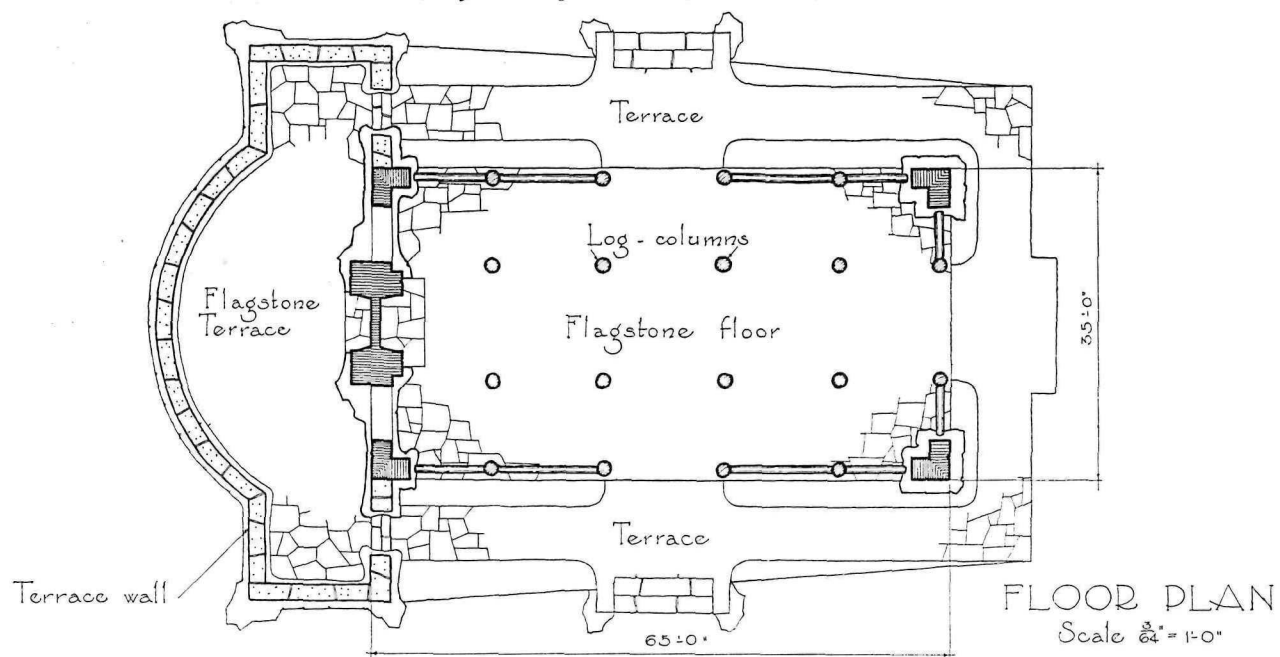 Terrace
Log - columns
Flagstone
Terrace
Flagstone floor
35'-0"
Terrace
Terrace wall
FLOOR PLAN
Scale 3/64" = 1'-0"
65'-0"